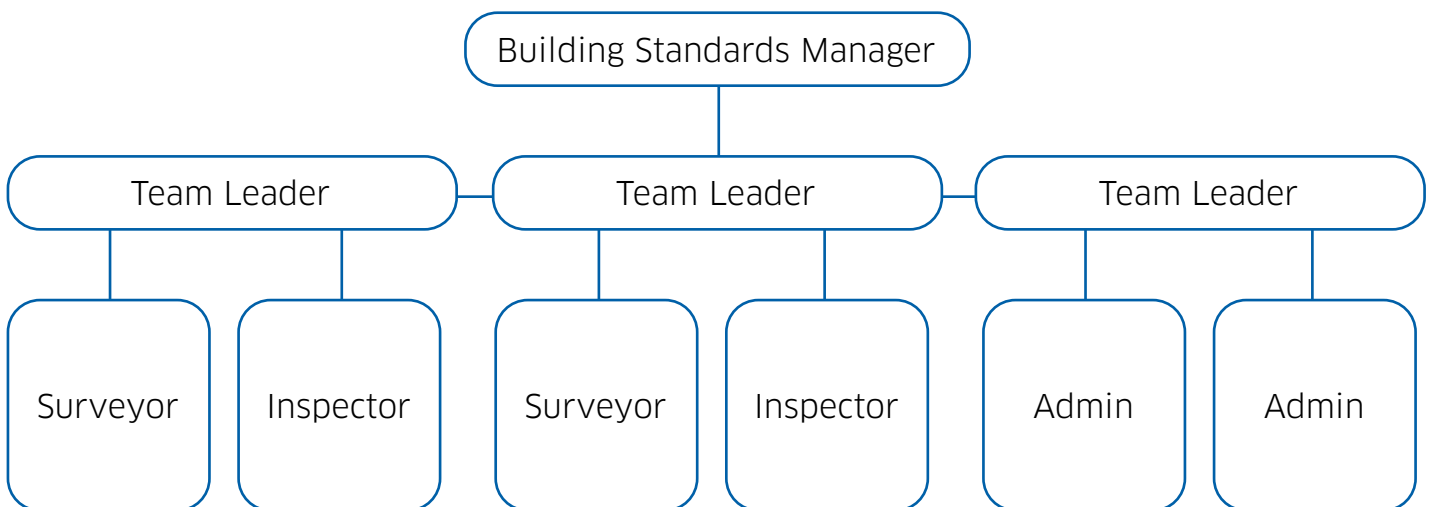 Building Standards Manager
Team Leader
Team Leader
Team Leader
Surveyor
Inspector
Surveyor
Inspector
Admin
Admin